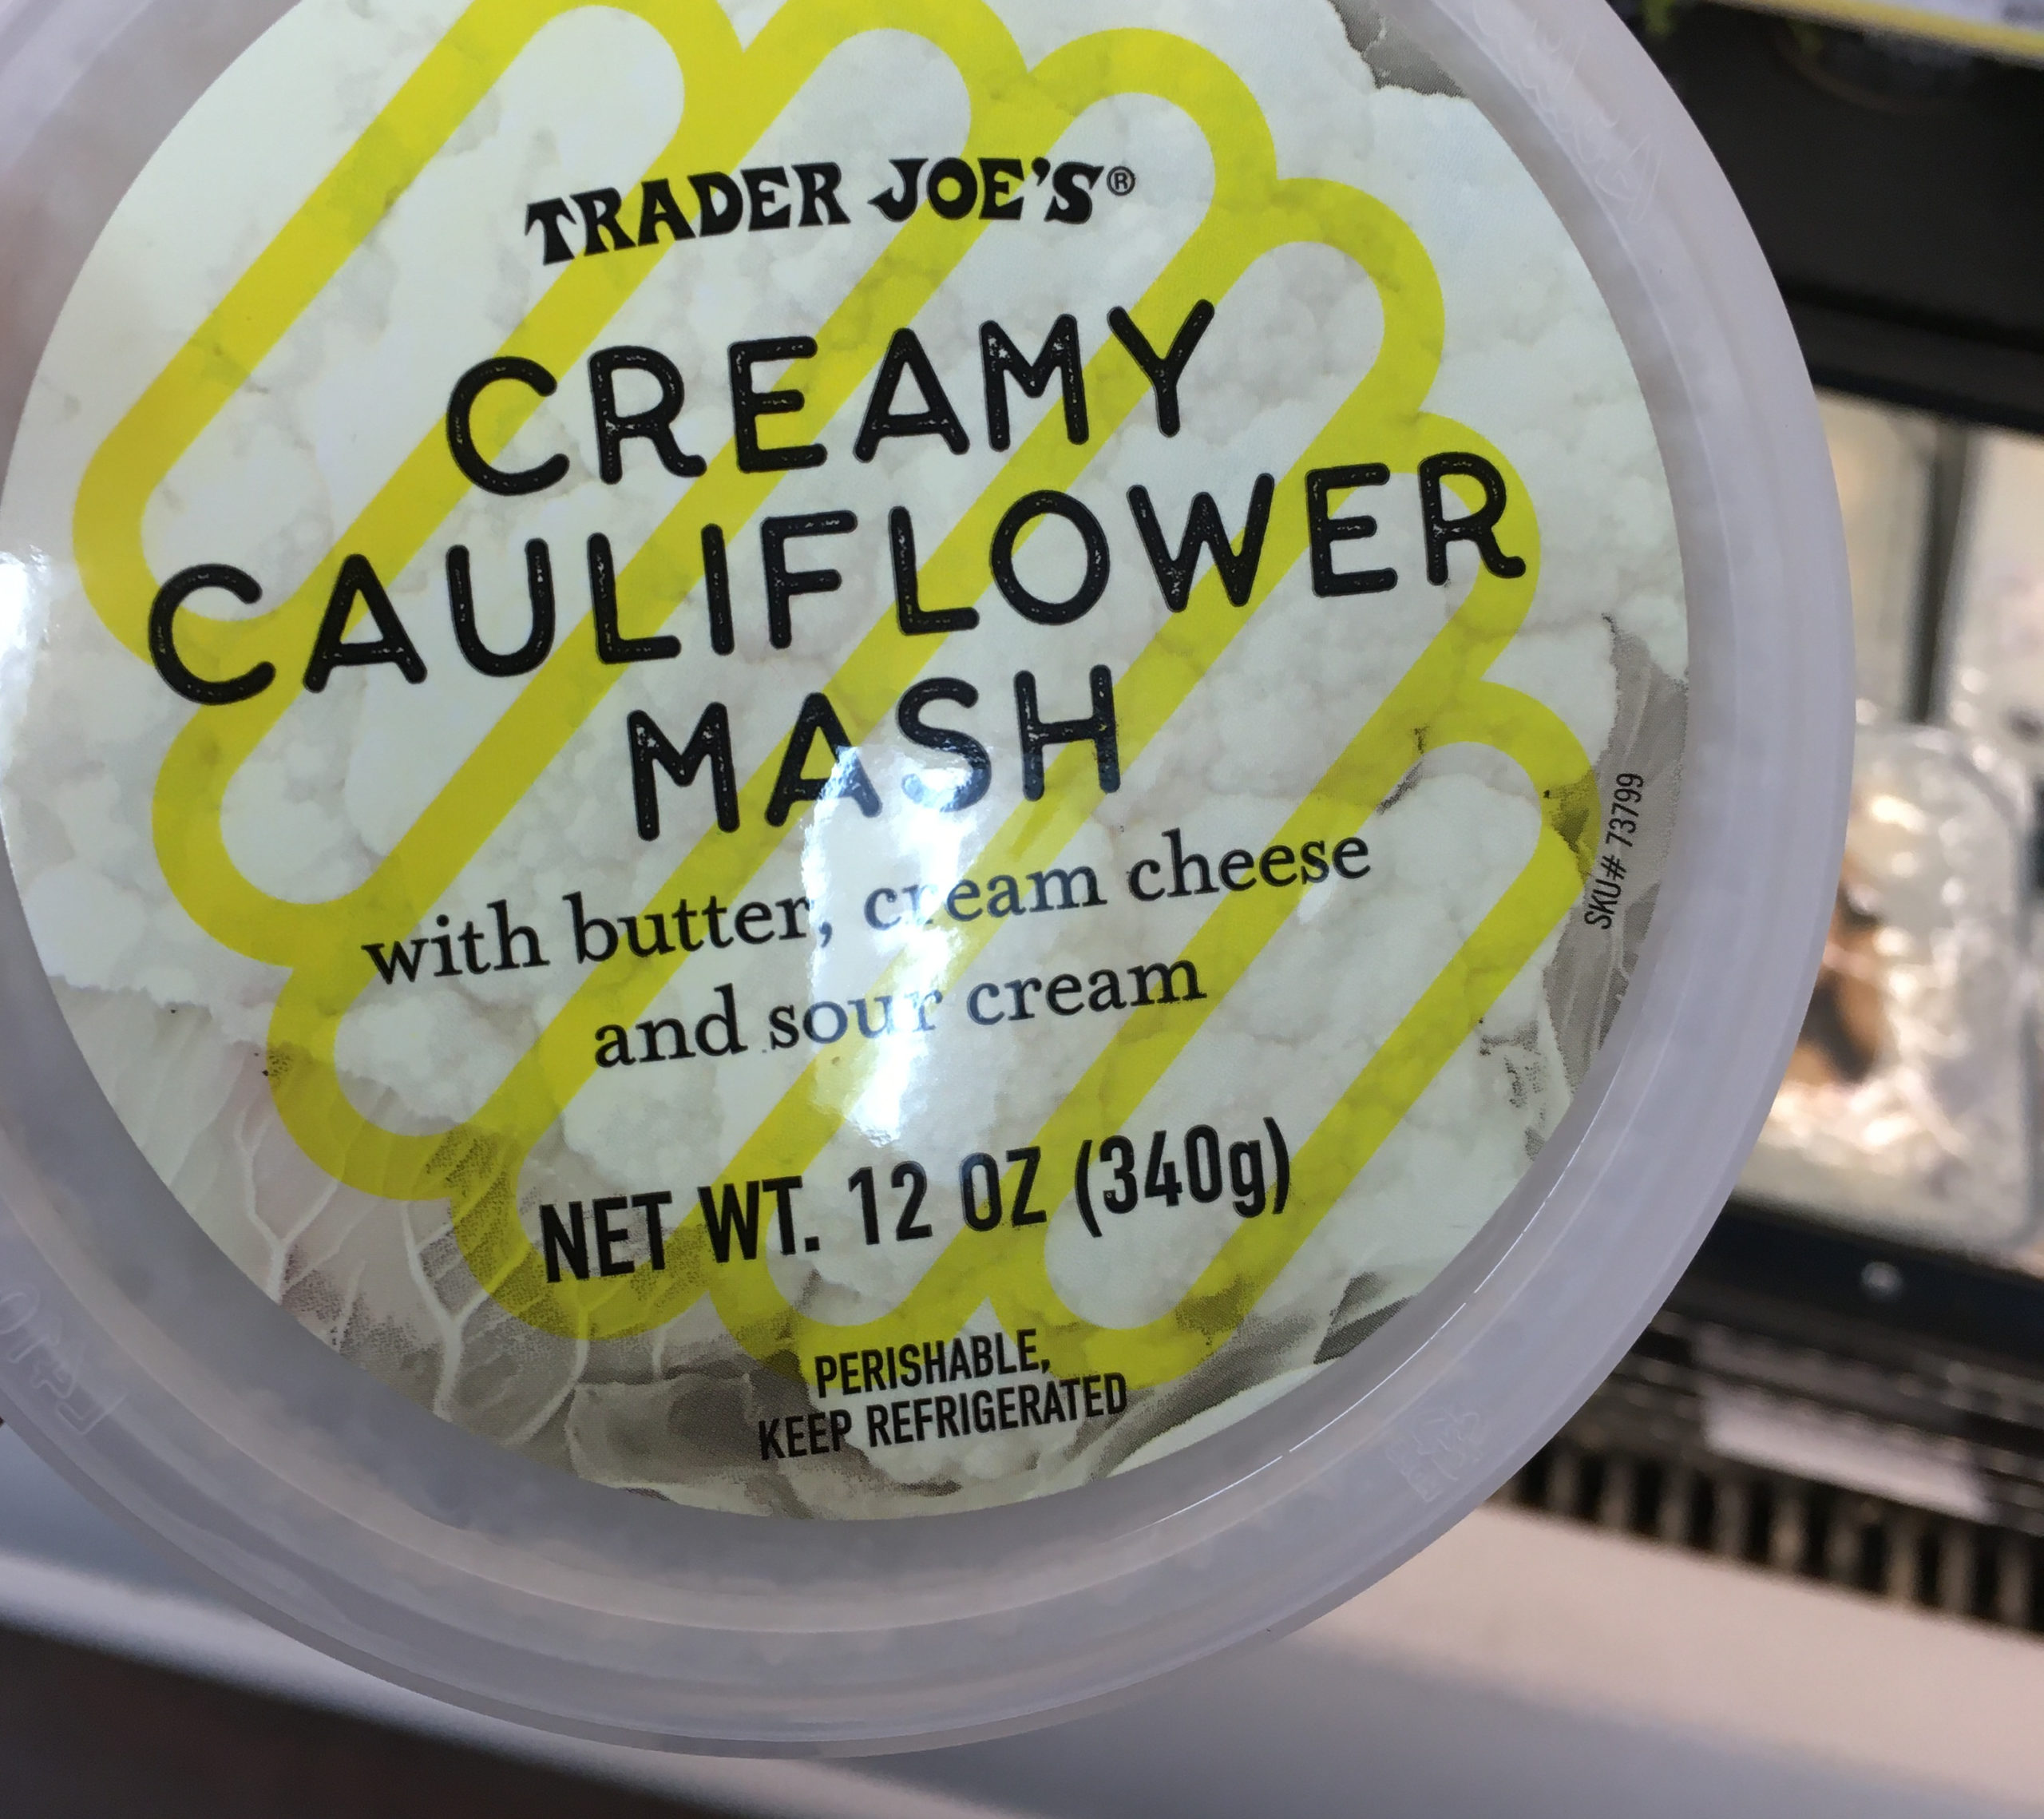 TRADER JOE'S®
CREAMY
CAULIFLOWER
MASH
with butter, cream cheese
and sour cream
SKU# 73799
NET WT. 12 OZ (340g)
PERISHABLE,
KEEP REFRIGERATED